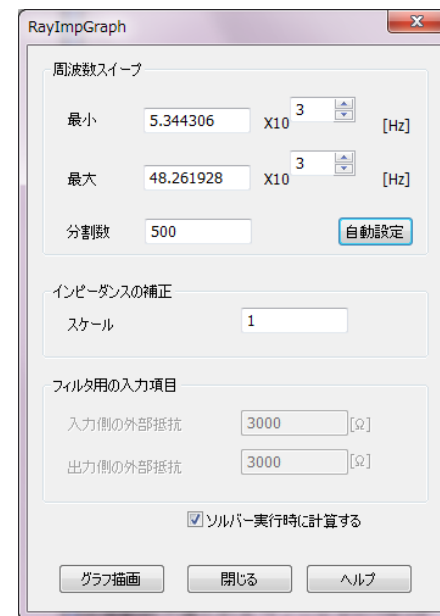 RayImpGraph
周波数スイープ
最小 5.344306 X10 3 [Hz]
最大 48.261928 X10 3 [Hz]
分割数 500 自動設定
インピーダンスの補正
スケール 1
フィルタ用の入力項目
入力側の外部抵抗 3000 [Ω]
出力側の外部抵抗 3000 [Ω]
ソルバー実行時に計算する
グラフ描画 閉じる ヘルプ